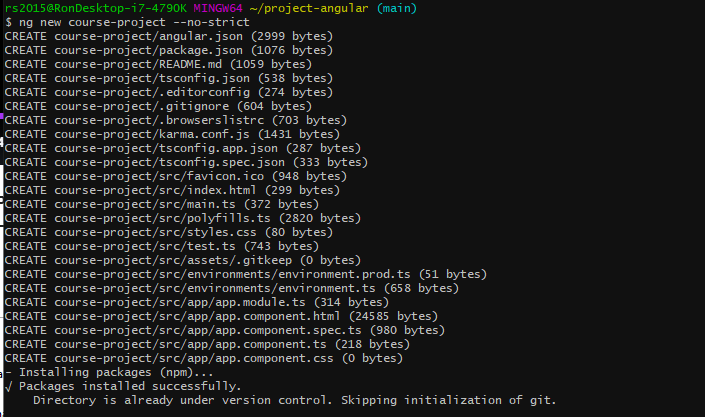 rs2015@RonDesktop-i7-4790K MINGW64 ~/project-angular (main)
$ ng new course-project --no-strict
CREATE course-project/angular.json (2999 bytes)
CREATE course-project/package.json (1076 bytes)
CREATE course-project/README.md (1059 bytes)
CREATE course-project/tsconfig.json (538 bytes)
CREATE course-project/.editorconfig (274 bytes)
CREATE course-project/.gitignore (604 bytes)
CREATE course-project/.browserslistrc (703 bytes)
CREATE course-project/karma.conf.js (1431 bytes)
CREATE course-project/tsconfig.app.json (287 bytes)
CREATE course-project/tsconfig.spec.json (333 bytes)
CREATE course-project/src/favicon.ico (948 bytes)
CREATE course-project/src/index.html (299 bytes)
CREATE course-project/src/main.ts (372 bytes)
CREATE course-project/src/polyfills.ts (2820 bytes)
CREATE course-project/src/styles.css (80 bytes)
CREATE course-project/src/test.ts (743 bytes)
CREATE course-project/src/assets/.gitkeep (0 bytes)
CREATE course-project/src/environments/environment.prod.ts (51 bytes)
CREATE course-project/src/environments/environment.ts (658 bytes)
CREATE course-project/src/app/app.module.ts (314 bytes)
CREATE course-project/src/app/app.component.html (24585 bytes)
CREATE course-project/src/app/app.component.spec.ts (980 bytes)
CREATE course-project/src/app/app.component.ts (218 bytes)
CREATE course-project/src/app/app.component.css (0 bytes)
- Installing packages (npm)...
√ Packages installed successfully.
    Directory is already under version control. Skipping initialization of git.